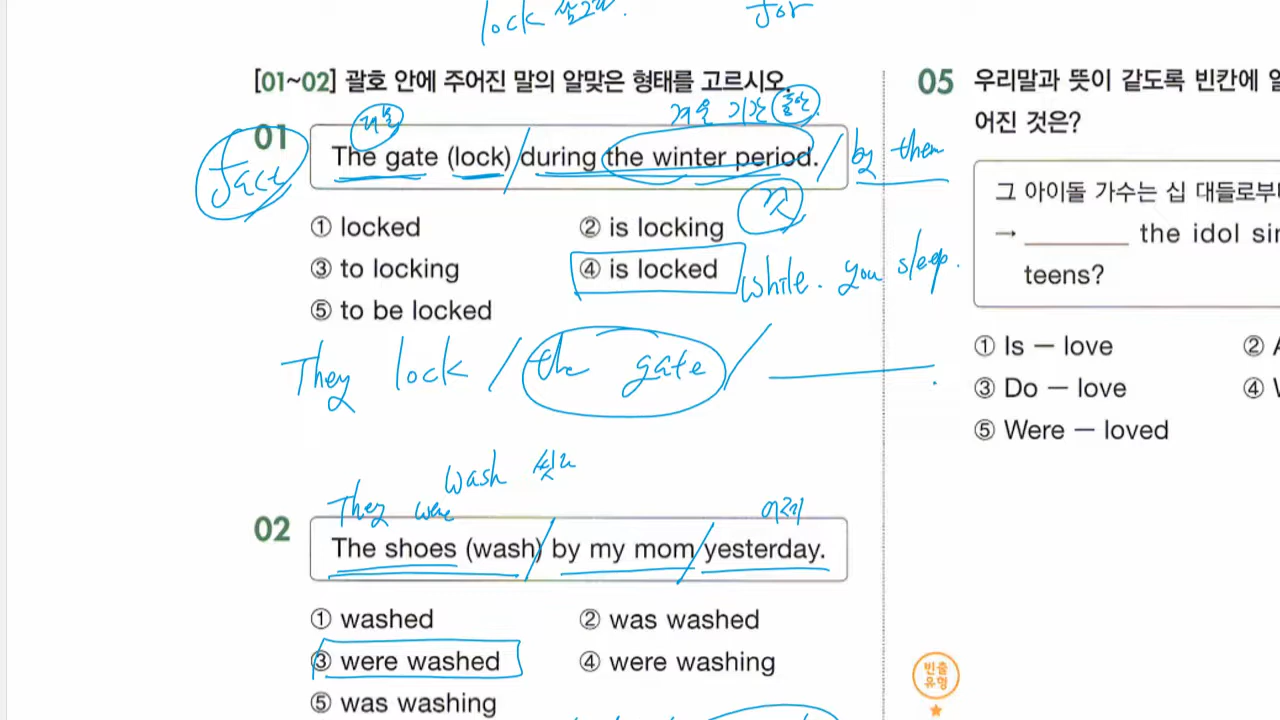 lock
for
[01~02] 괄호 안에 주어진 말의 알맞은 형태를 고르시오.
겨울 기간 동안
01
fact
The gate (lock) / during the winter period. / by them
① locked
② is locking
③ to locking
④ is locked
while. you sleep.
⑤ to be locked
They lock / the gate /
wash 씻다
They were
어제
02
The shoes (wash) / by my mom / yesterday.
① washed
② was washed
③ were washed
④ were washing
⑤ was washing
05 우리말과 뜻이 같도록 빈칸에
어진 것은?
그 아이돌 가수는 십 대들로부
→ ________ the idol sin
teens?
① Is — love
②
③ Do — love
④
⑤ Were — loved
빈출
유형